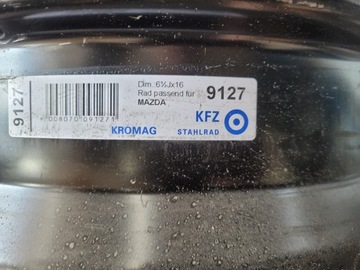 9127
Dim.:6½Jx16
Rad passend für
MAZDA
9127
KFZ
KROMAG
STAHLRAD